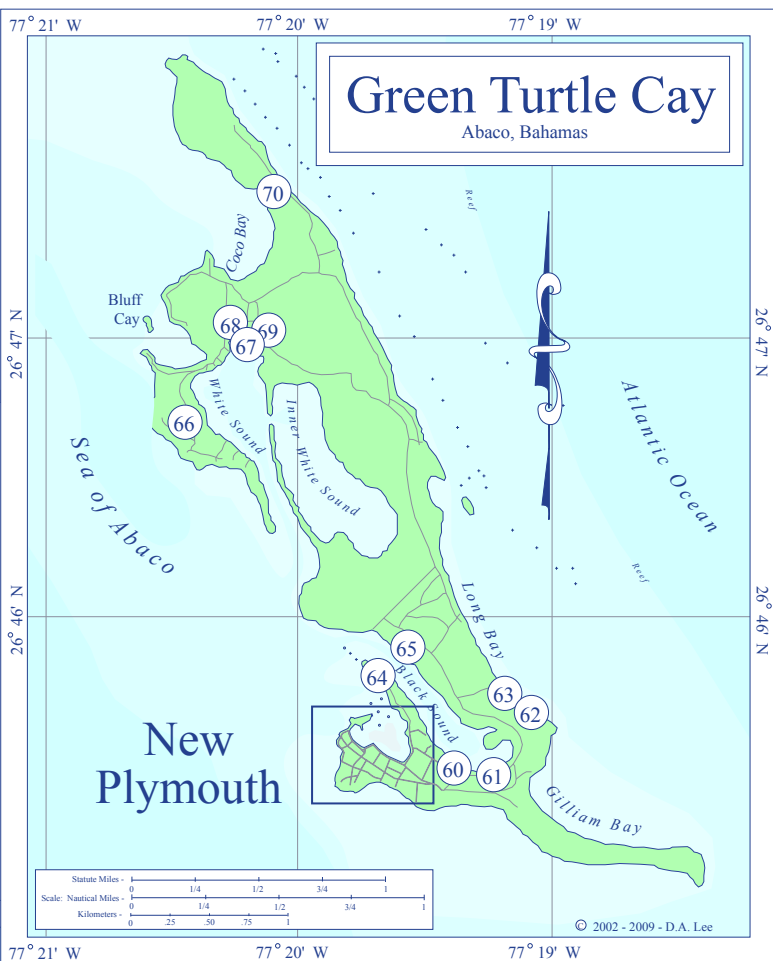 77° 21' W
77° 20' W
77° 19' W
Green Turtle Cay
Abaco, Bahamas
Reef
70
Coco Bay
Bluff
Cay
26° 47' N
26° 47' N
68
69
67
66
White Sound
Inner White Sound
Sea of Abaco
Atlantic Ocean
Reef
26° 46' N
26° 46' N
Long Bay
65
64
Black Sound
63
62
New
Plymouth
60
61
Gilliam Bay
Statute Miles -
0 1/4 1/2 3/4 1
Scale: Nautical Miles -
0 1/4 1/2 3/4 1
Kilometers -
0 .25 .50 .75 1
© 2002 - 2009 - D.A. Lee
77° 21' W
77° 20' W
77° 19' W